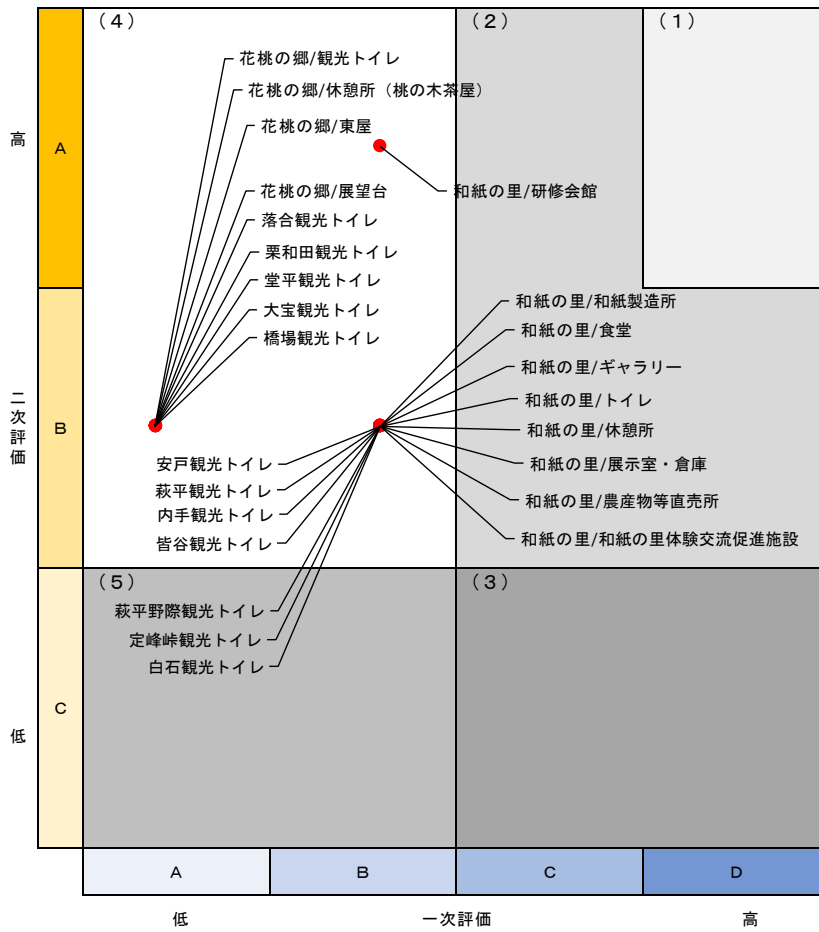 （４）
（２）
（１）
花桃の郷/観光トイレ
花桃の郷/休憩所（桃の木茶屋）
花桃の郷/東屋
高
A
和紙の里/研修会館
花桃の郷/展望台
落合観光トイレ
栗和田観光トイレ
堂平観光トイレ
大宝観光トイレ
橋場観光トイレ
和紙の里/和紙製造所
和紙の里/食堂
和紙の里/ギャラリー
和紙の里/トイレ
和紙の里/休憩所
和紙の里/展示室・倉庫
和紙の里/農産物等直売所
和紙の里/和紙の里体験交流促進施設
二次評価
B
安戸観光トイレ
萩平観光トイレ
内手観光トイレ
皆谷観光トイレ
（５）
（３）
萩平野際観光トイレ
定峰峠観光トイレ
白石観光トイレ
C
低
A
B
C
D
低
一次評価
高